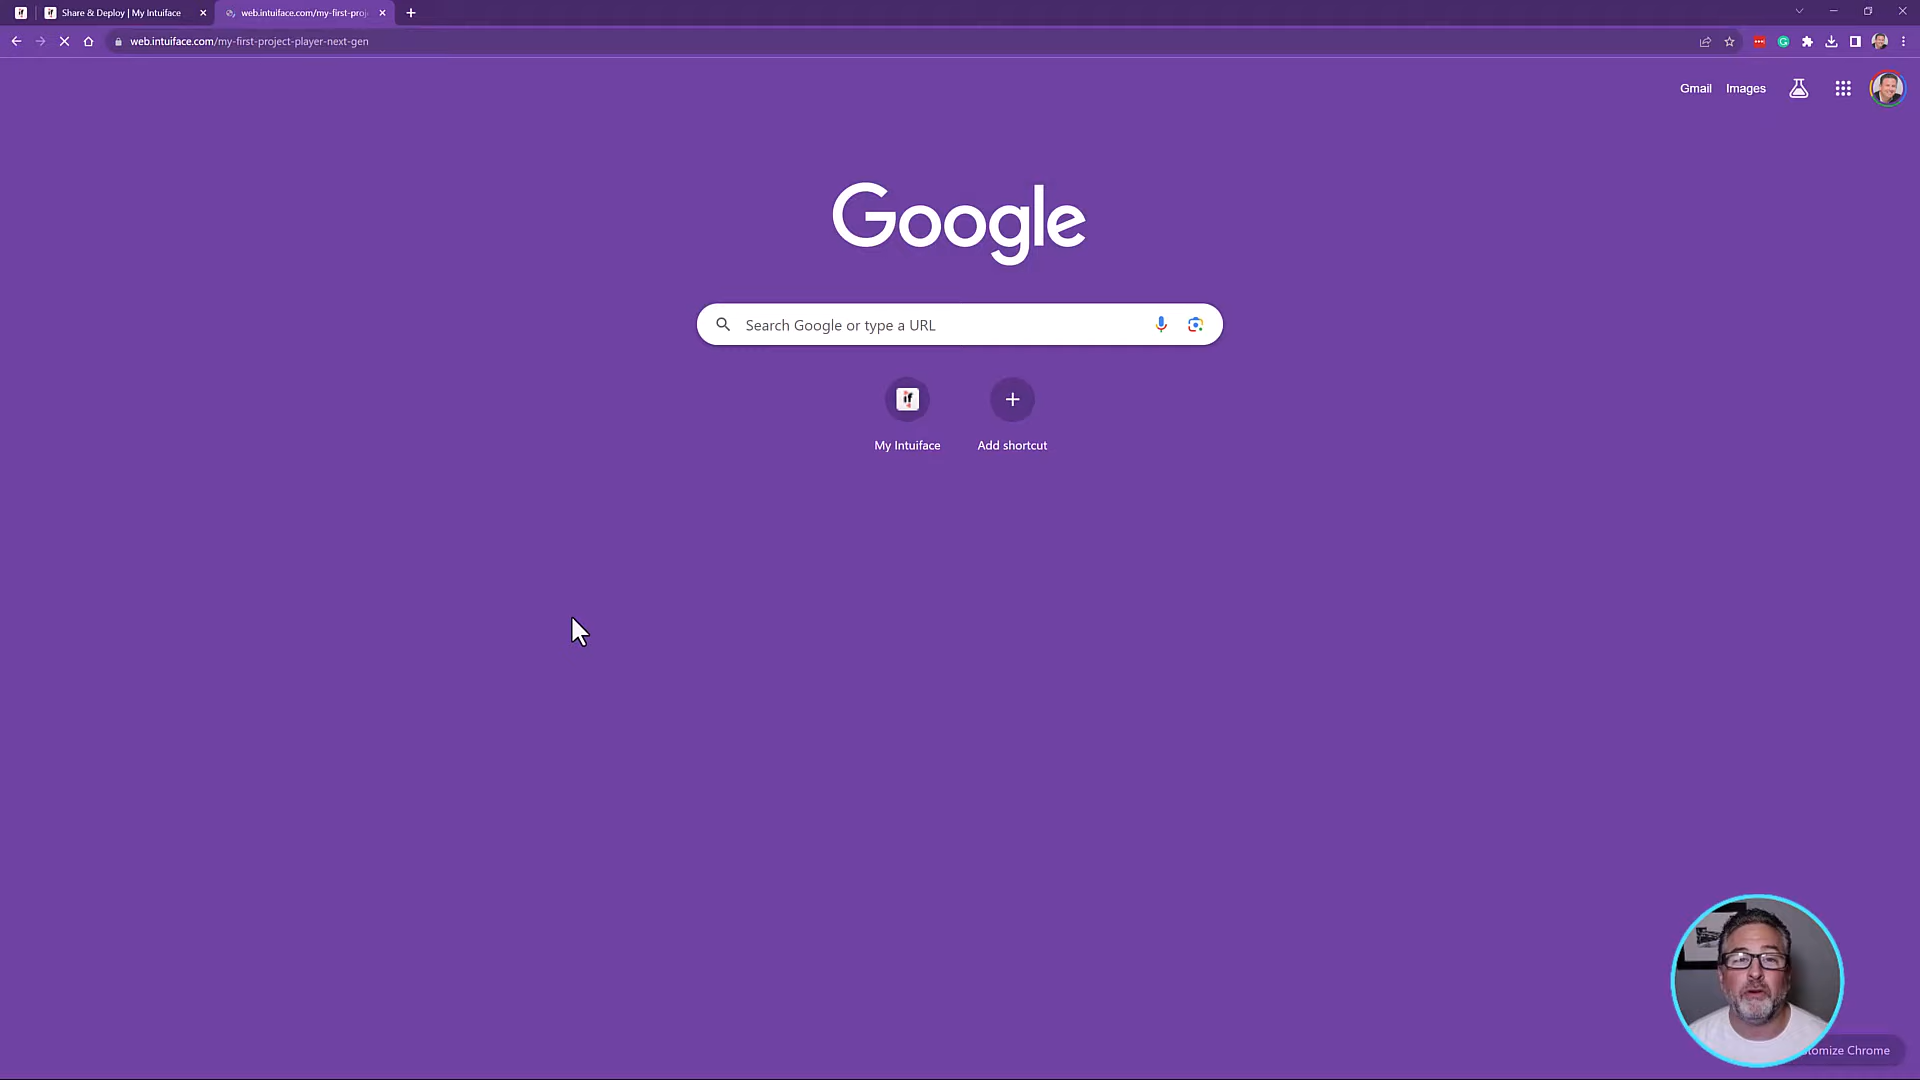 Share & Deploy | My Intuiface
web.intuiface.com/my-first-proj
web.intuiface.com/my-first-project-player-next-gen
Gmail
Images
Google
Search Google or type a URL
if
My Intuiface
Add shortcut
tomize Chrome